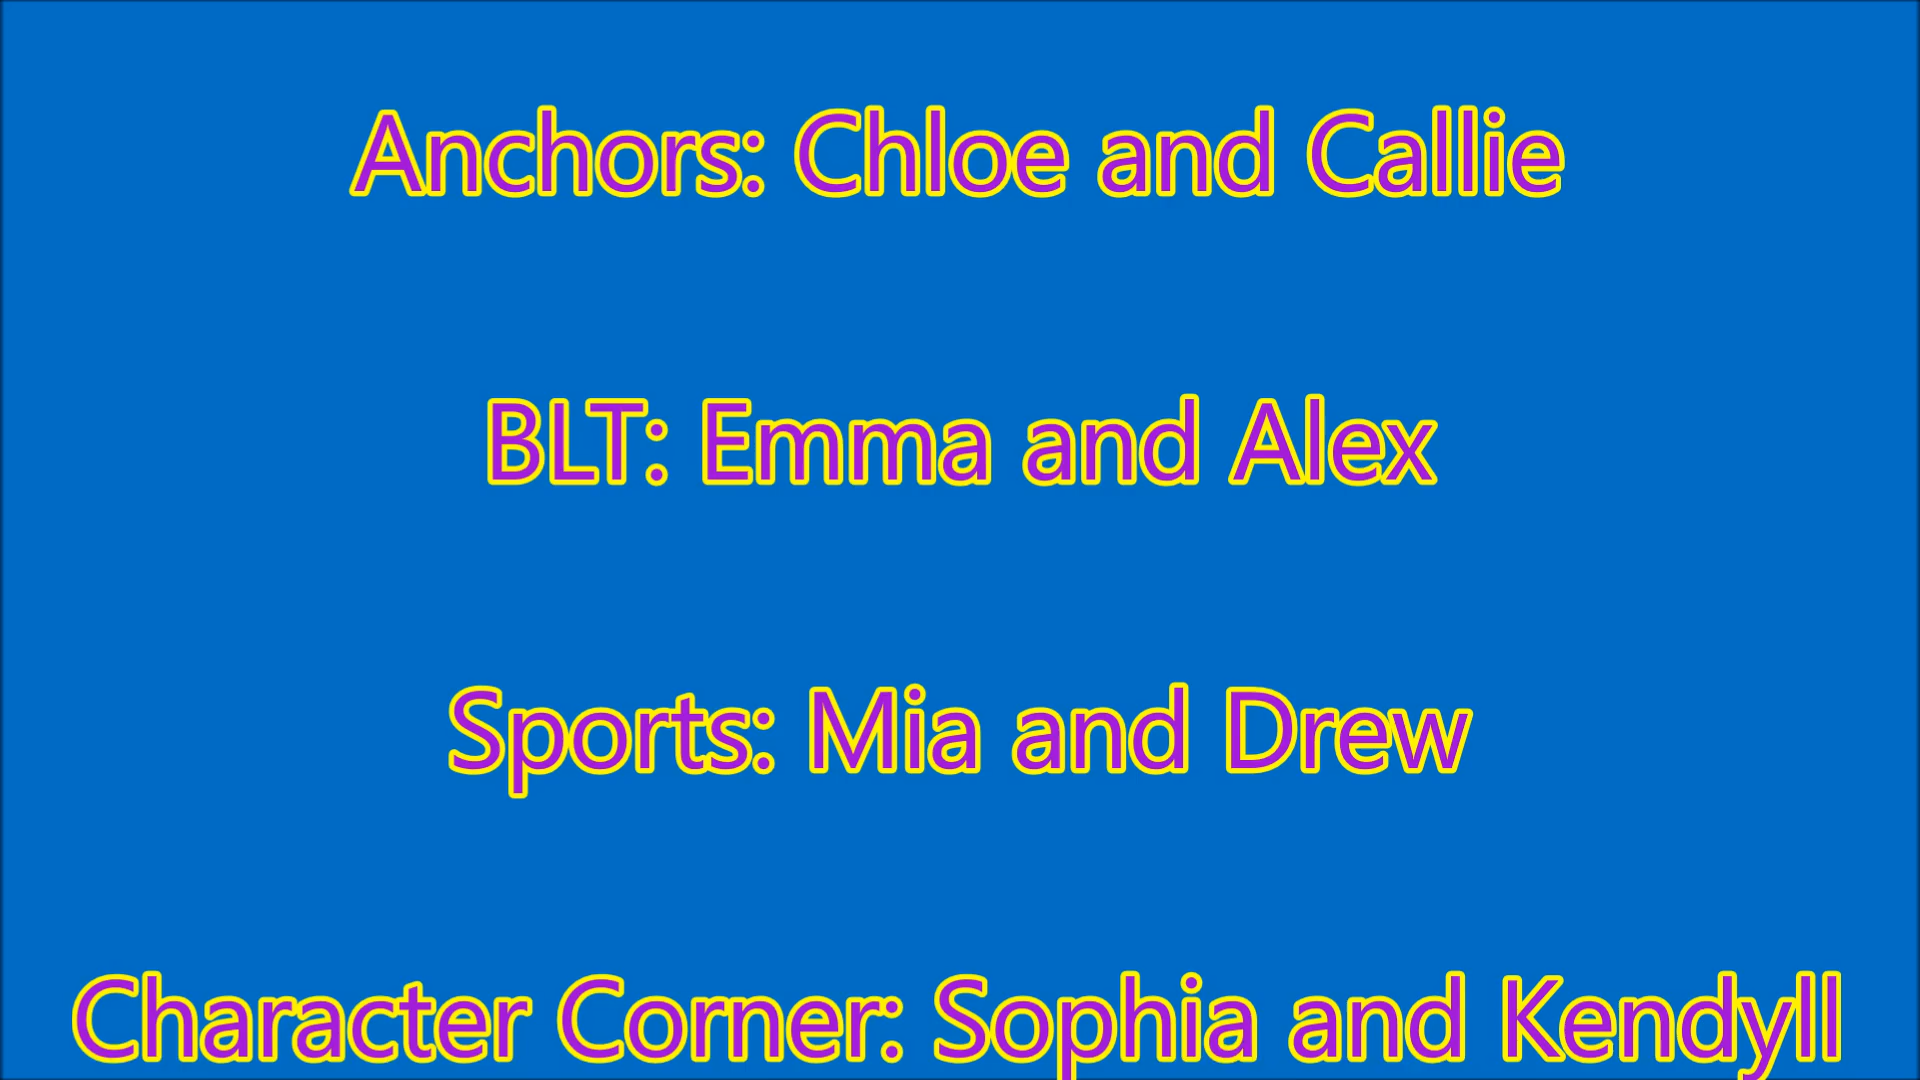 Anchors: Chloe and Callie
BLT: Emma and Alex
Sports: Mia and Drew
Character Corner: Sophia and Kendyll